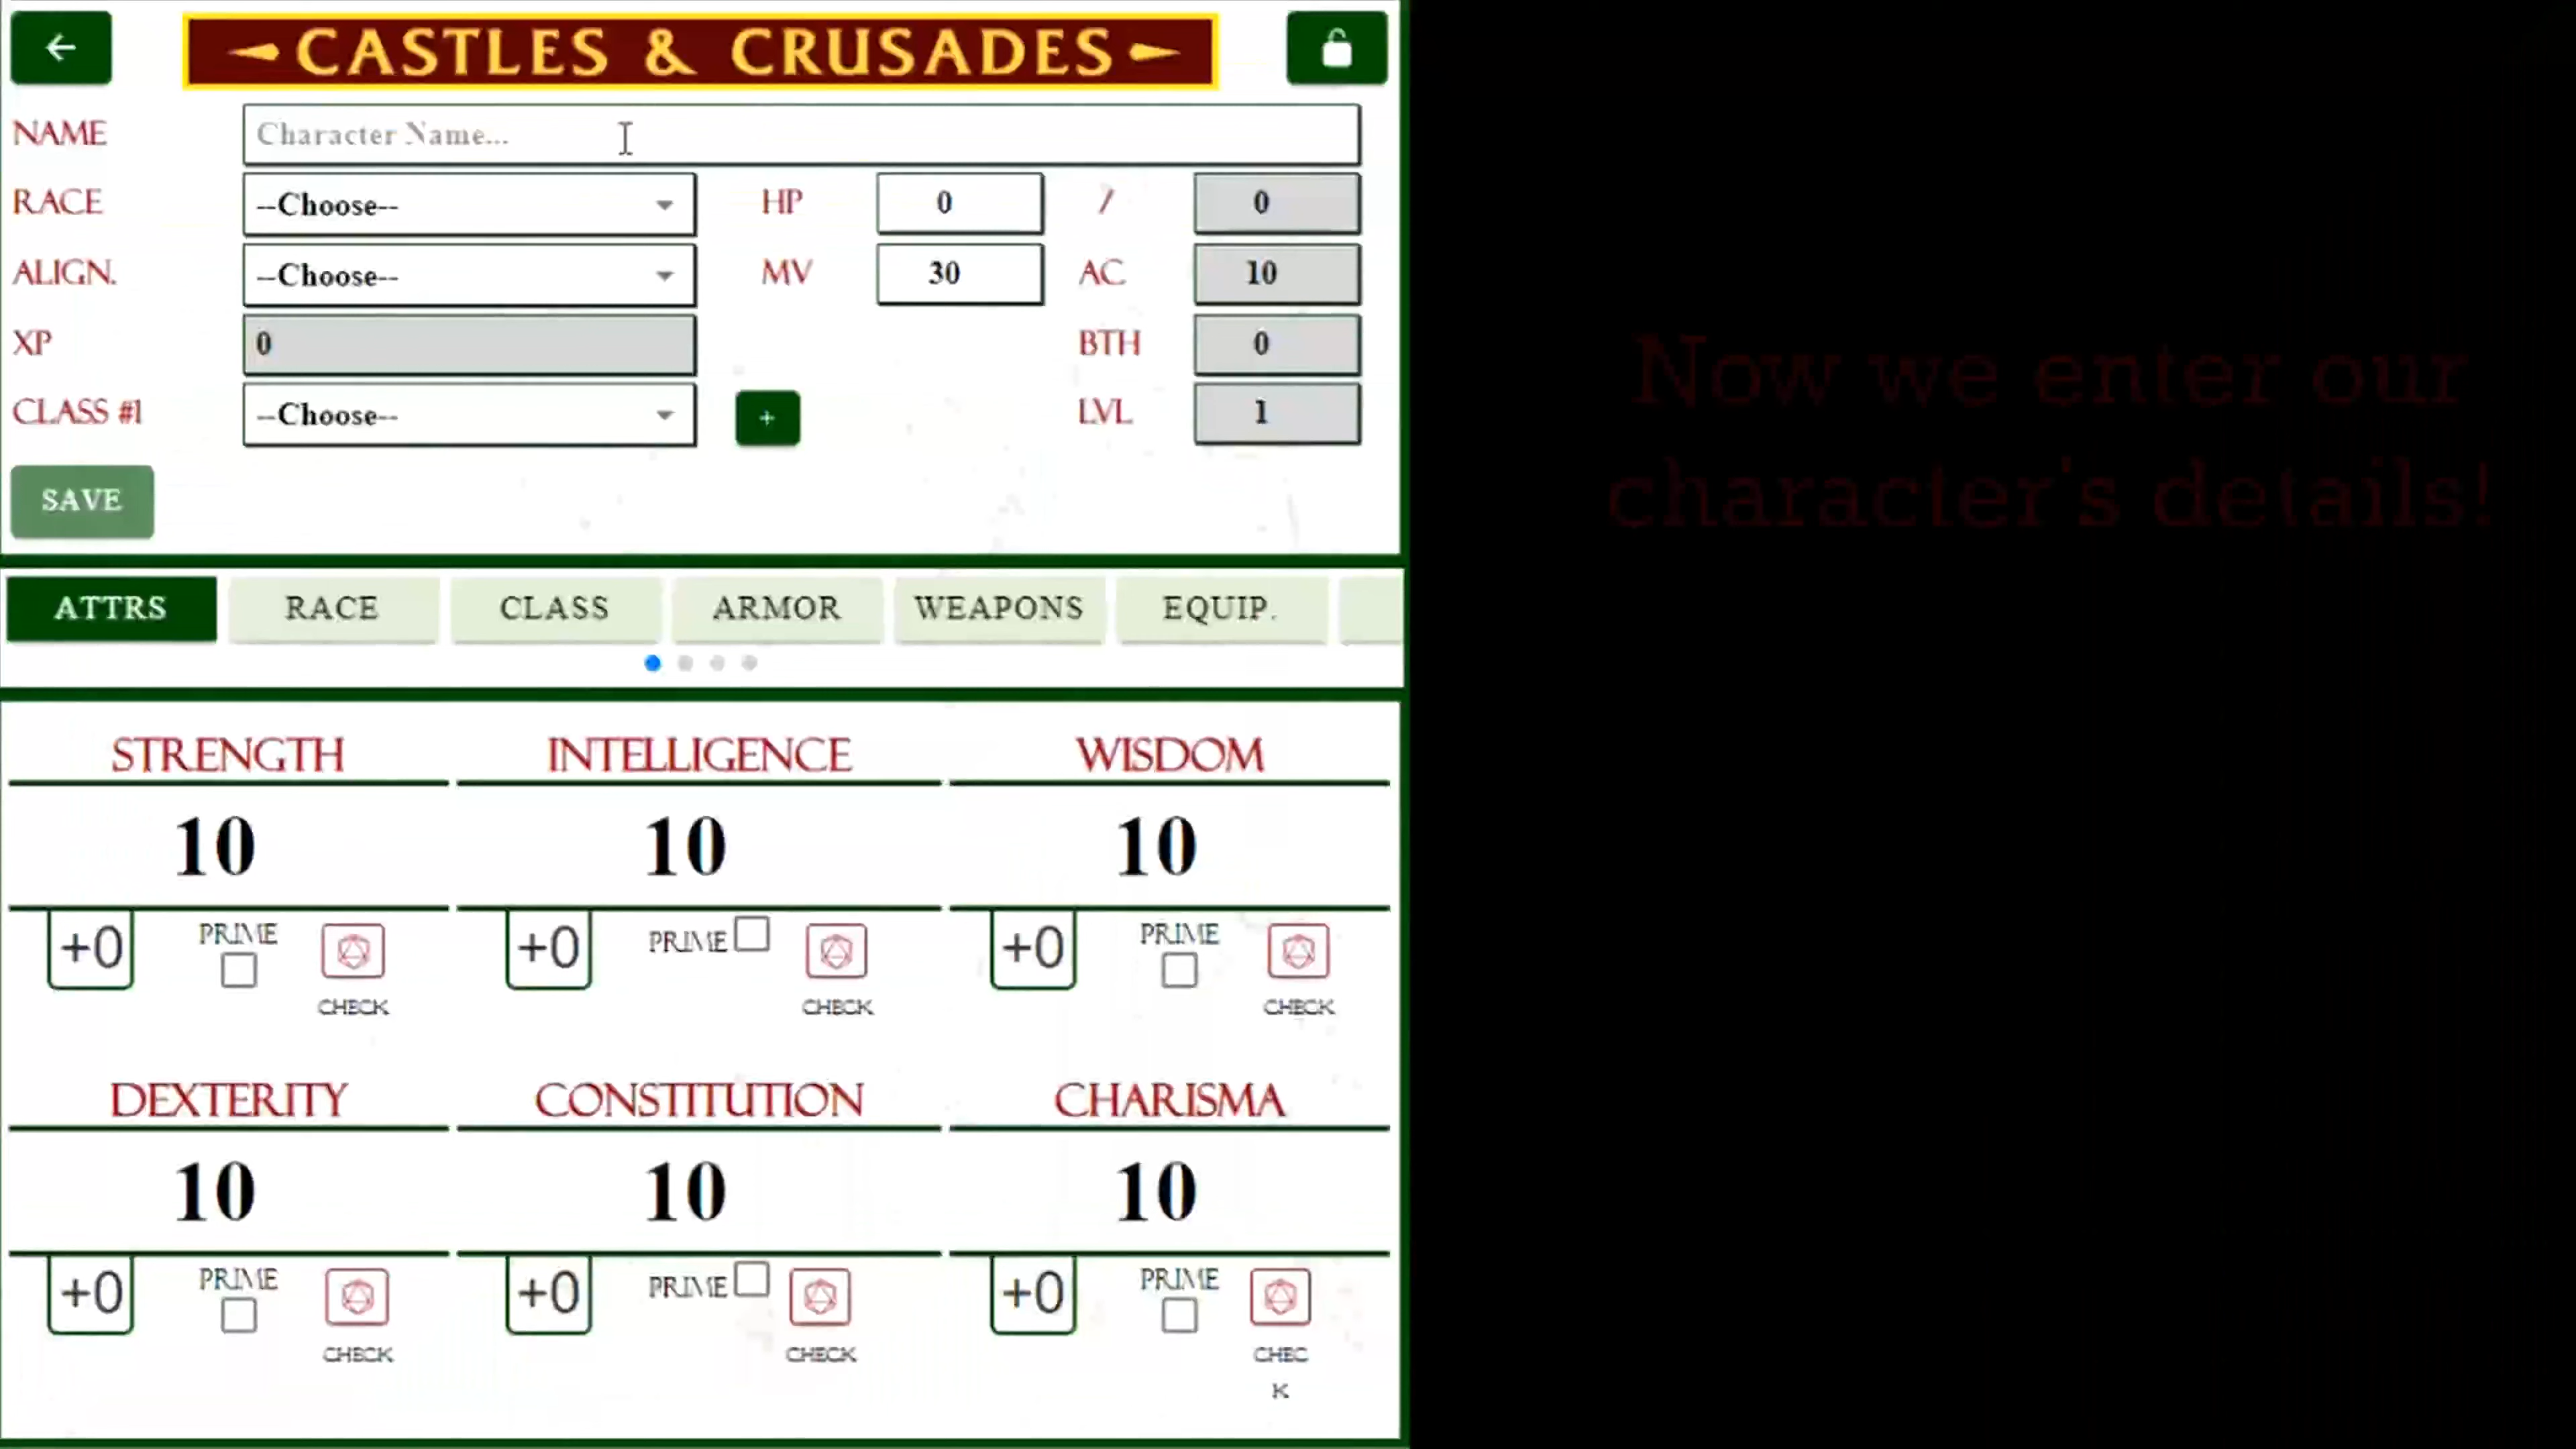 CASTLES & CRUSADES
NAME Character Name...
RACE --Choose-- HP 0 / 0
ALIGN. --Choose-- MV 30 AC 10
XP 0 BTH 0
CLASS #1 --Choose-- + LVL 1
SAVE
ATTRS RACE CLASS ARMOR WEAPONS EQUIP.
STRENGTH INTELLIGENCE WISDOM
10 10 10
+0 PRIME CHECK +0 PRIME CHECK +0 PRIME CHECK
DEXTERITY CONSTITUTION CHARISMA
10 10 10
+0 PRIME CHECK +0 PRIME CHECK +0 PRIME CHEC
K
Now we enter our
character's details!